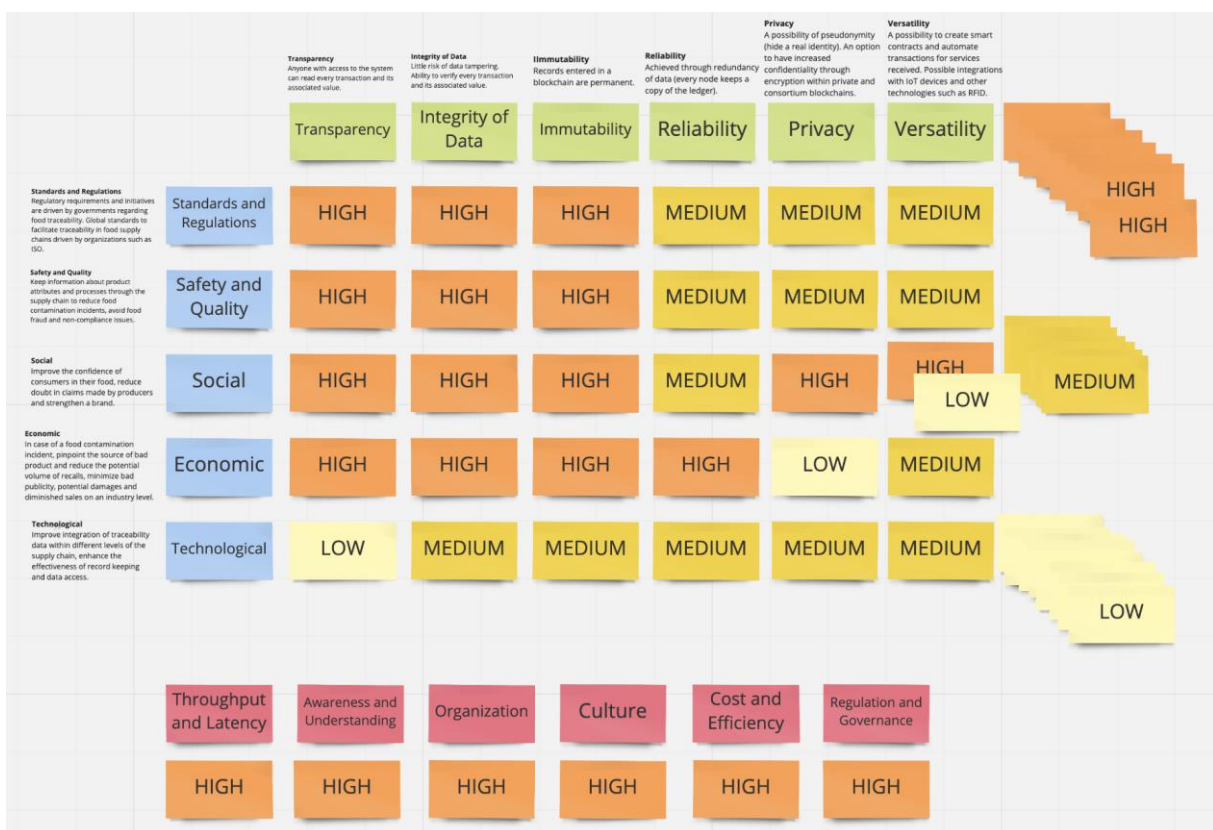 Transparency
Anyone with access to the system
can read every transaction and its
associated value.
Integrity of Data
Little risk of data tampering.
Ability to verify every transaction
and its associated value.
IImmutability
Records entered in a
blockchain are permanent.
Reliability
Achieved through redundancy
of data (every node keeps a
copy of the ledger).
Privacy
A possibility of pseudonymity
(hide a real identity). An option
to have increased
confidentiality through
encryption within private and
consortium blockchains.
Versatility
A possibility to create smart
contracts and automate
transactions for services
received. Possible integrations
with IoT devices and other
technologies such as RFID.
Transparency
Integrity of
Data
Immutability
Reliability
Privacy
Versatility
HIGH
HIGH
Standards and Regulations
Regulatory requirements and initiatives
are driven by governments regarding
food traceability. Global standards to
facilitate traceability in food supply
chains driven by organizations such as
ISO.
Standards and
Regulations
HIGH
HIGH
HIGH
MEDIUM
MEDIUM
MEDIUM
Safety and Quality
Keep information about product
attributes and processes through the
supply chain to reduce food
contamination incidents, avoid food
fraud and non-compliance issues.
Safety and
Quality
HIGH
HIGH
HIGH
MEDIUM
MEDIUM
MEDIUM
Social
Improve the confidence of
consumers in their food, reduce
doubt in claims made by producers
and strengthen a brand.
Social
HIGH
HIGH
HIGH
MEDIUM
HIGH
HIGH
LOW
MEDIUM
Economic
In case of a food contamination
incident, pinpoint the source of bad
product and reduce the potential
volume of recalls, minimize bad
publicity, potential damages and
diminished sales on an industry level.
Economic
HIGH
HIGH
HIGH
HIGH
LOW
MEDIUM
Technological
Improve integration of traceability
data within different levels of the
supply chain, enhance the
effectiveness of record keeping
and data access.
Technological
LOW
MEDIUM
MEDIUM
MEDIUM
MEDIUM
MEDIUM
LOW
Throughput
and Latency
Awareness and
Understanding
Organization
Culture
Cost and
Efficiency
Regulation and
Governance
HIGH
HIGH
HIGH
HIGH
HIGH
HIGH